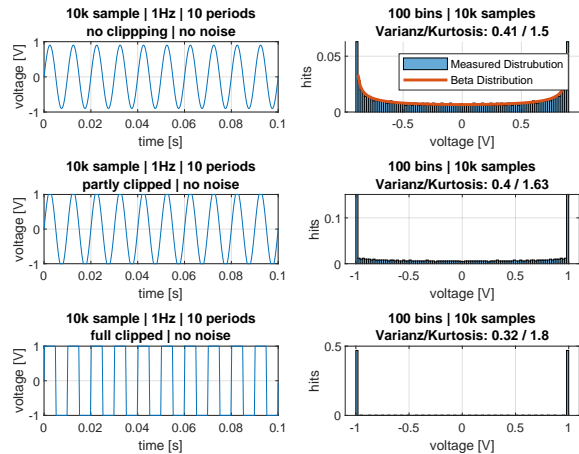 10k sample | 1Hz | 10 periods
no clippping | no noise
voltage [V]
1
0
-1
0
0.02
0.04
0.06
0.08
0.1
time [s]
100 bins | 10k samples
Varianz/Kurtosis: 0.41 / 1.5
hits
0.05
0
Measured Distrubution
Beta Distribution
-0.5
0
0.5
voltage [V]
10k sample | 1Hz | 10 periods
partly clipped | no noise
voltage [V]
1
0
-1
0
0.02
0.04
0.06
0.08
0.1
time [s]
100 bins | 10k samples
Varianz/Kurtosis: 0.4 / 1.63
hits
0.1
0
-1
-0.5
0
0.5
1
voltage [V]
10k sample | 1Hz | 10 periods
full clipped | no noise
voltage [V]
1
0
-1
0
0.02
0.04
0.06
0.08
0.1
time [s]
100 bins | 10k samples
Varianz/Kurtosis: 0.32 / 1.8
hits
0.5
0
-1
-0.5
0
0.5
1
voltage [V]